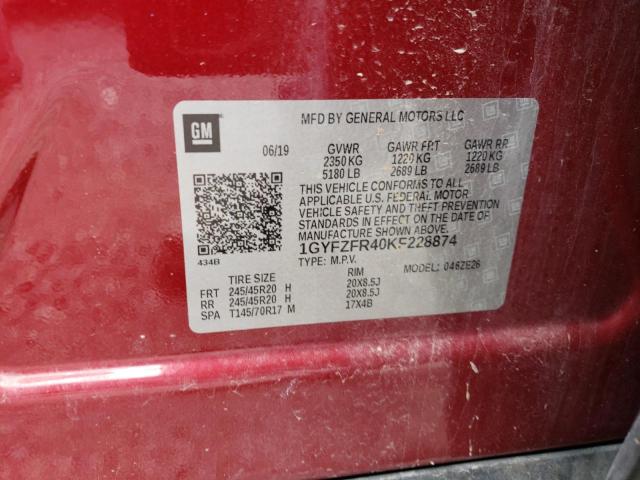 GM
MFD BY GENERAL MOTORS LLC
06/19 GVWR GAWR FRT GAWR RR
2350 KG 1220 KG 1220 KG
5180 LB 2689 LB 2689 LB
THIS VEHICLE CONFORMS TO ALL
APPLICABLE U.S. FEDERAL MOTOR
VEHICLE SAFETY AND THEFT PREVENTION
STANDARDS IN EFFECT ON THE DATE OF
MANUFACTURE SHOWN ABOVE.
1GYFZFR40KF228874
434B
TYPE: M.P.V. MODEL: 046ZE26
TIRE SIZE RIM
FRT 245/45R20 H 20X8.5J
RR 245/45R20 H 20X8.5J
SPA T145/70R17 M 17X4B